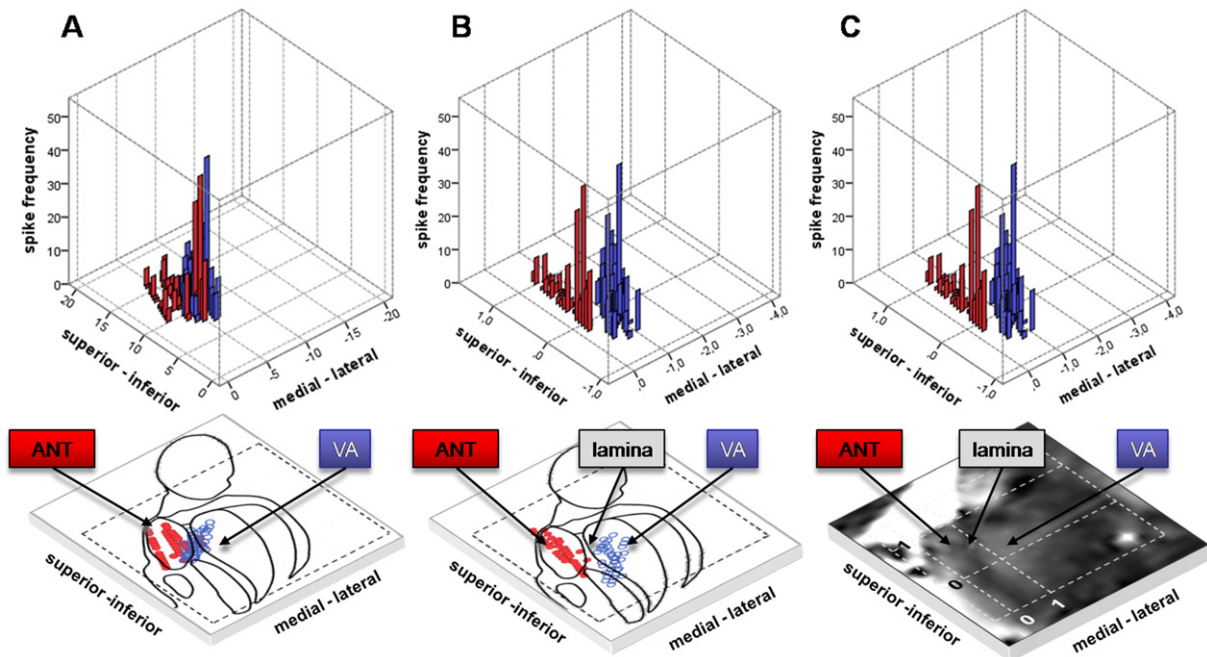 A
spike frequency
50
40
30
20
10
0
20
15
10
5
0
superior - inferior
0
-5
-10
-15
-20
medial - lateral
B
spike frequency
50
40
30
20
10
0
1,0
,0
-1,0
superior - inferior
,0
-1,0
-2,0
-3,0
-4,0
medial - lateral
C
spike frequency
50
40
30
20
10
0
1,0
,0
-1,0
superior - inferior
,0
-1,0
-2,0
-3,0
-4,0
medial - lateral
ANT
VA
superior -inferior
medial - lateral
ANT
lamina
VA
superior -inferior
medial - lateral
ANT
lamina
VA
0
0
1
superior -inferior
medial - lateral